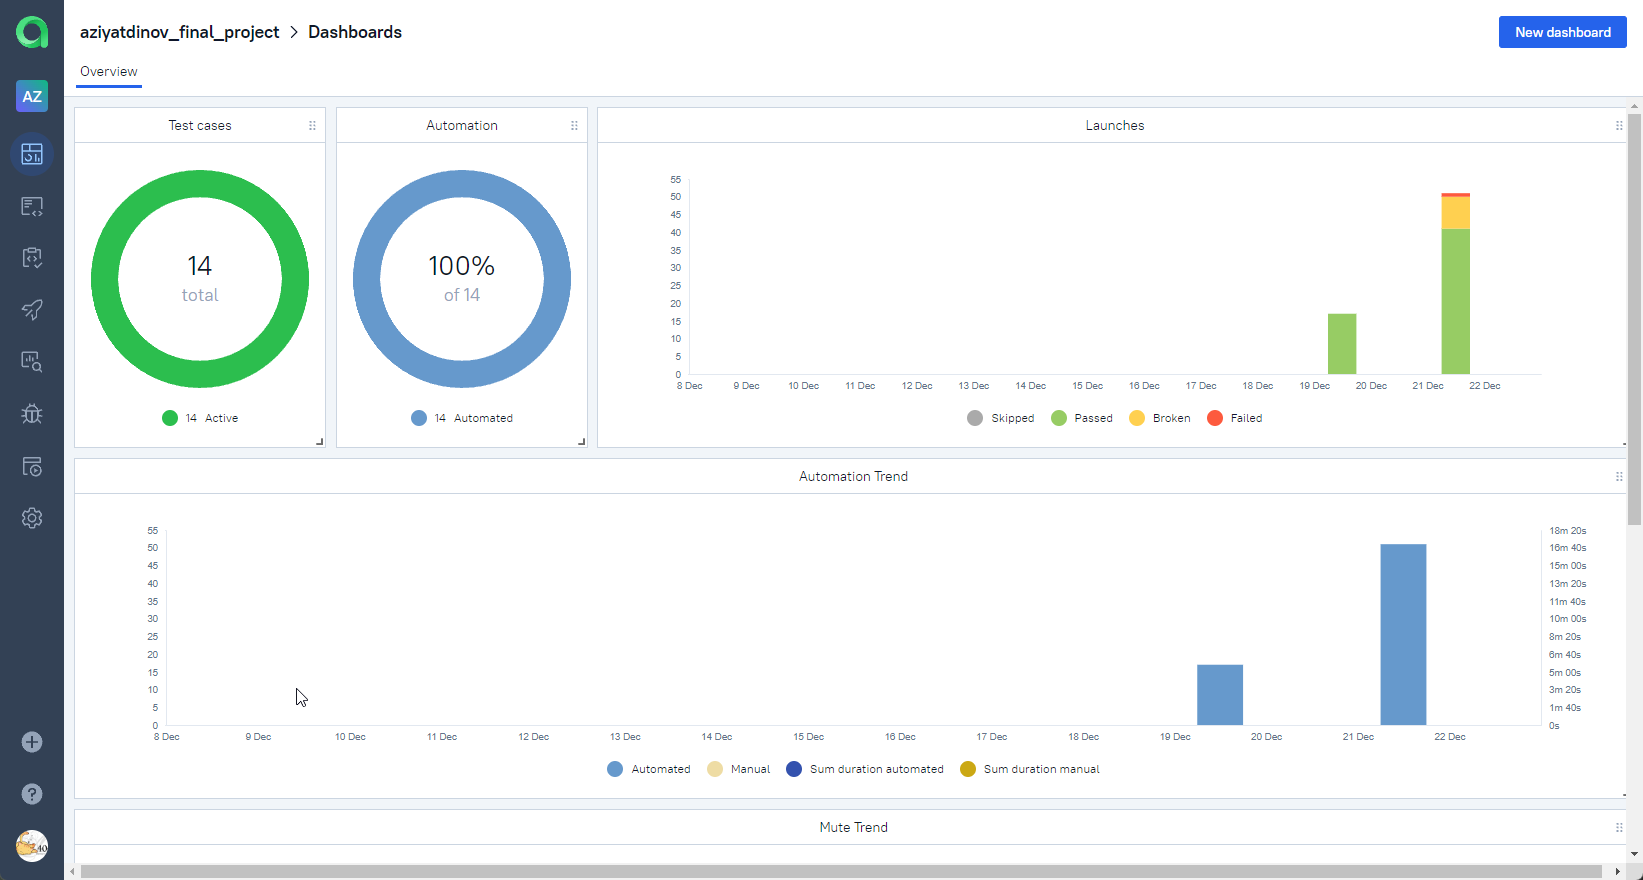 aziyatdinov_final_project > Dashboards
New dashboard
Overview
AZ
Test cases
14
total
14 Active
Automation
100%
of 14
14 Automated
Launches
55
50
45
40
35
30
25
20
15
10
5
0
8 Dec 9 Dec 10 Dec 11 Dec 12 Dec 13 Dec 14 Dec 15 Dec 16 Dec 17 Dec 18 Dec 19 Dec 20 Dec 21 Dec 22 Dec
Skipped Passed Broken Failed
Automation Trend
55 18m 20s
50 16m 40s
45 15m 00s
40 13m 20s
35 11m 40s
30 10m 00s
25 8m 20s
20 6m 40s
15 5m 00s
10 3m 20s
5 1m 40s
0 0s
8 Dec 9 Dec 10 Dec 11 Dec 12 Dec 13 Dec 14 Dec 15 Dec 16 Dec 17 Dec 18 Dec 19 Dec 20 Dec 21 Dec 22 Dec
Automated Manual Sum duration automated Sum duration manual
Mute Trend